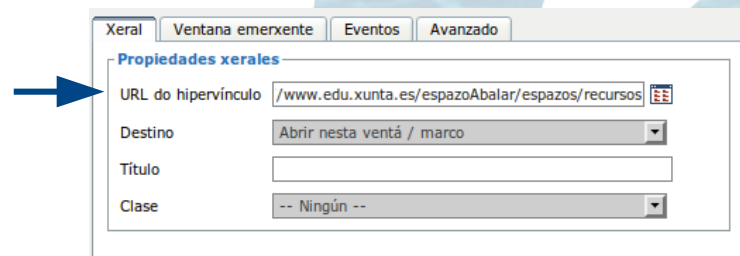 Xeral Ventana emerxente Eventos Avanzado
Propiedades xerales
URL do hipervínculo /www.edu.xunta.es/espazoAbalar/espazos/recursos
Destino Abrir nesta ventá / marco
Título
Clase -- Ningún --